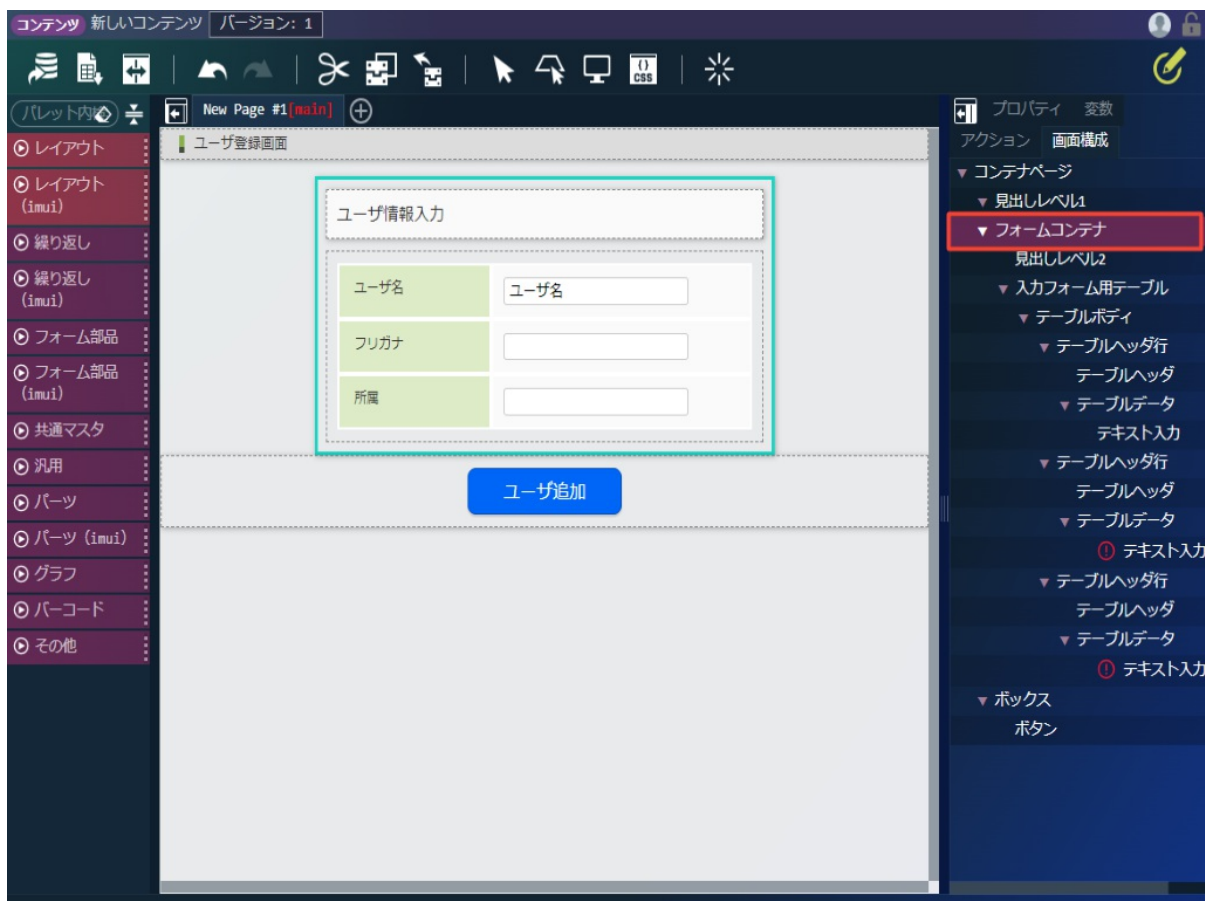 コンテンツ 新しいコンテンツ バージョン: 1
{} CSS
パレット内検
New Page #1[main]
プロパティ 変数
アクション 画面構成
レイアウト
レイアウト
(imui)
繰り返し
繰り返し
(imui)
フォーム部品
フォーム部品
(imui)
共通マスタ
汎用
パーツ
パーツ (imui)
グラフ
バーコード
その他
ユーザ登録画面
ユーザ情報入力
ユーザ名 ユーザ名
フリガナ
所属
ユーザ追加
コンテナページ
見出しレベル1
フォームコンテナ
見出しレベル2
入力フォーム用テーブル
テーブルボディ
テーブルヘッダ行
テーブルヘッダ
テーブルデータ
テキスト入力
テーブルヘッダ行
テーブルヘッダ
テーブルデータ
テキスト入力
テーブルヘッダ行
テーブルヘッダ
テーブルデータ
テキスト入力
ボックス
ボタン